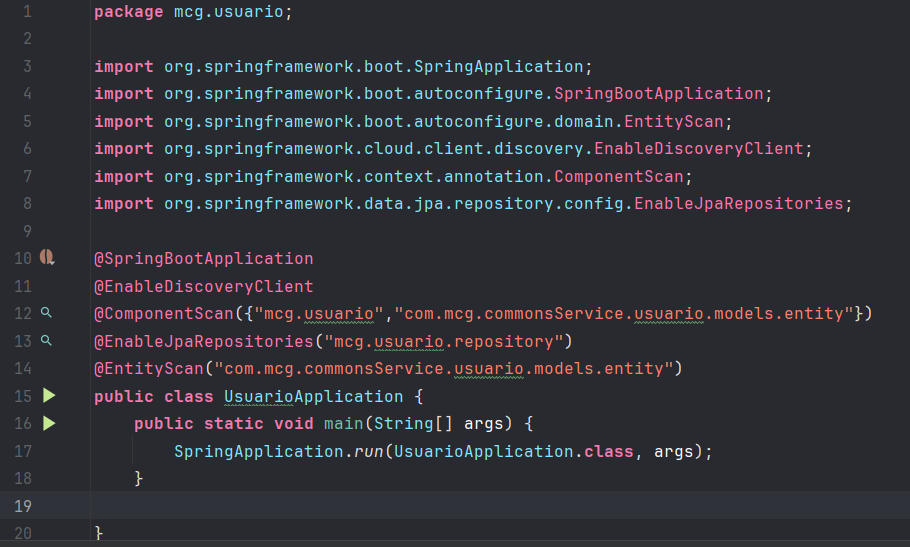 1 package mcg.usuario;
2
3 import org.springframework.boot.SpringApplication;
4 import org.springframework.boot.autoconfigure.SpringBootApplication;
5 import org.springframework.boot.autoconfigure.domain.EntityScan;
6 import org.springframework.cloud.client.discovery.EnableDiscoveryClient;
7 import org.springframework.context.annotation.ComponentScan;
8 import org.springframework.data.jpa.repository.config.EnableJpaRepositories;
9
10 @SpringBootApplication
11 @EnableDiscoveryClient
12 @ComponentScan({"mcg.usuario","com.mcg.commonsService.usuario.models.entity"})
13 @EnableJpaRepositories("mcg.usuario.repository")
14 @EntityScan("com.mcg.commonsService.usuario.models.entity")
15 public class UsuarioApplication {
16 public static void main(String[] args) {
17 SpringApplication.run(UsuarioApplication.class, args);
18 }
19
20 }